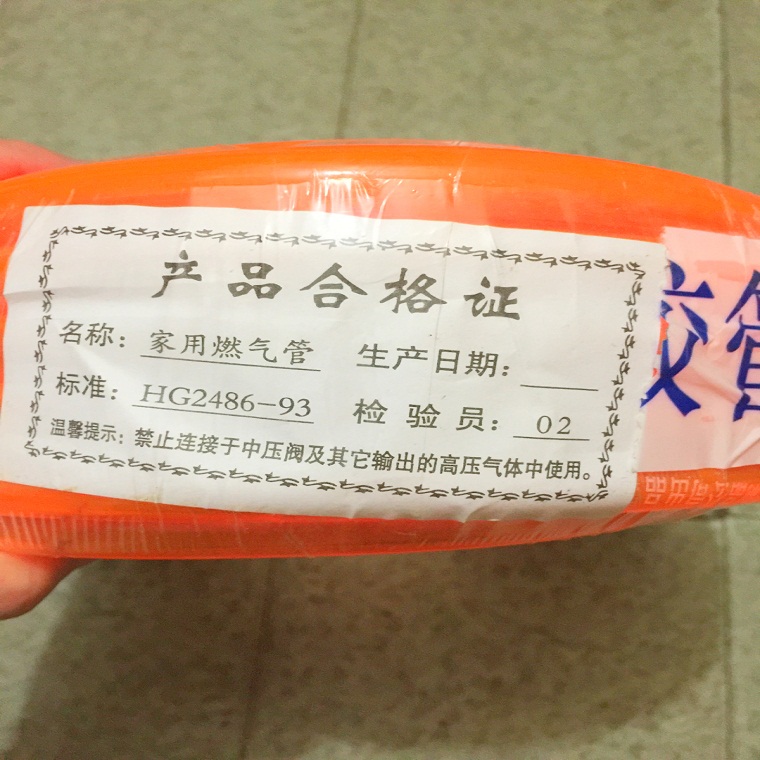 产品合格证
名称：家用燃气管 生产日期：
标准：HG2486-93 检验员：02
温馨提示：禁止连接于中压阀及其它输出的高压气体中使用。
胶管